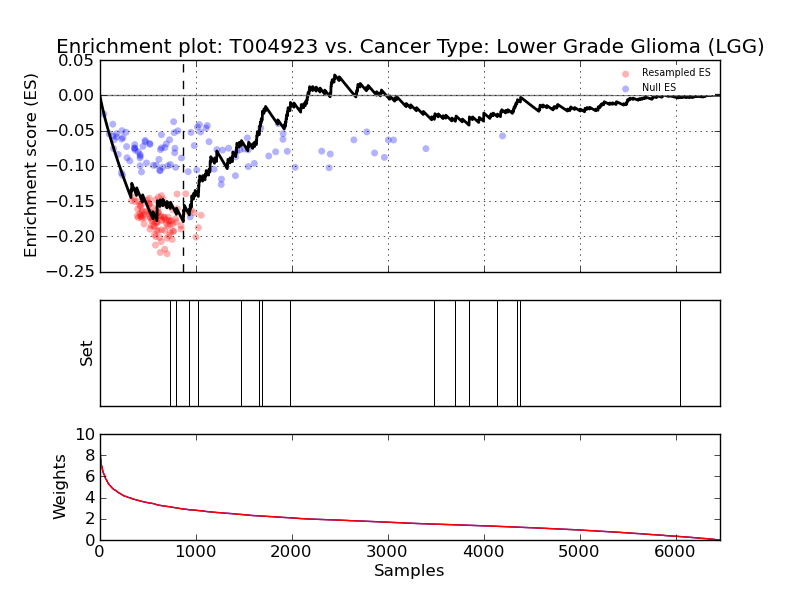 Enrichment plot: T004923 vs. Cancer Type: Lower Grade Glioma (LGG)
Enrichment score (ES)
0.05
0.00
−0.05
−0.10
−0.15
−0.20
−0.25
Resampled ES
Null ES
Set
Weights
10
8
6
4
2
0
0 1000 2000 3000 4000 5000 6000
Samples